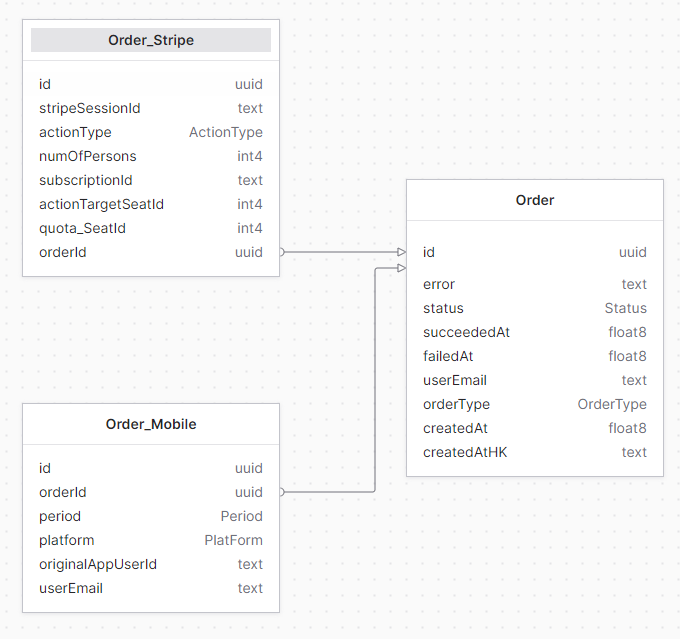 Order_Stripe
id uuid
stripeSessionId text
actionType ActionType
numOfPersons int4
subscriptionId text
actionTargetSeatId int4
quota_SeatId int4
orderId uuid
Order
id uuid
error text
status Status
succeededAt float8
failedAt float8
userEmail text
orderType OrderType
createdAt float8
createdAtHK text
Order_Mobile
id uuid
orderId uuid
period Period
platform PlatForm
originalAppUserId text
userEmail text